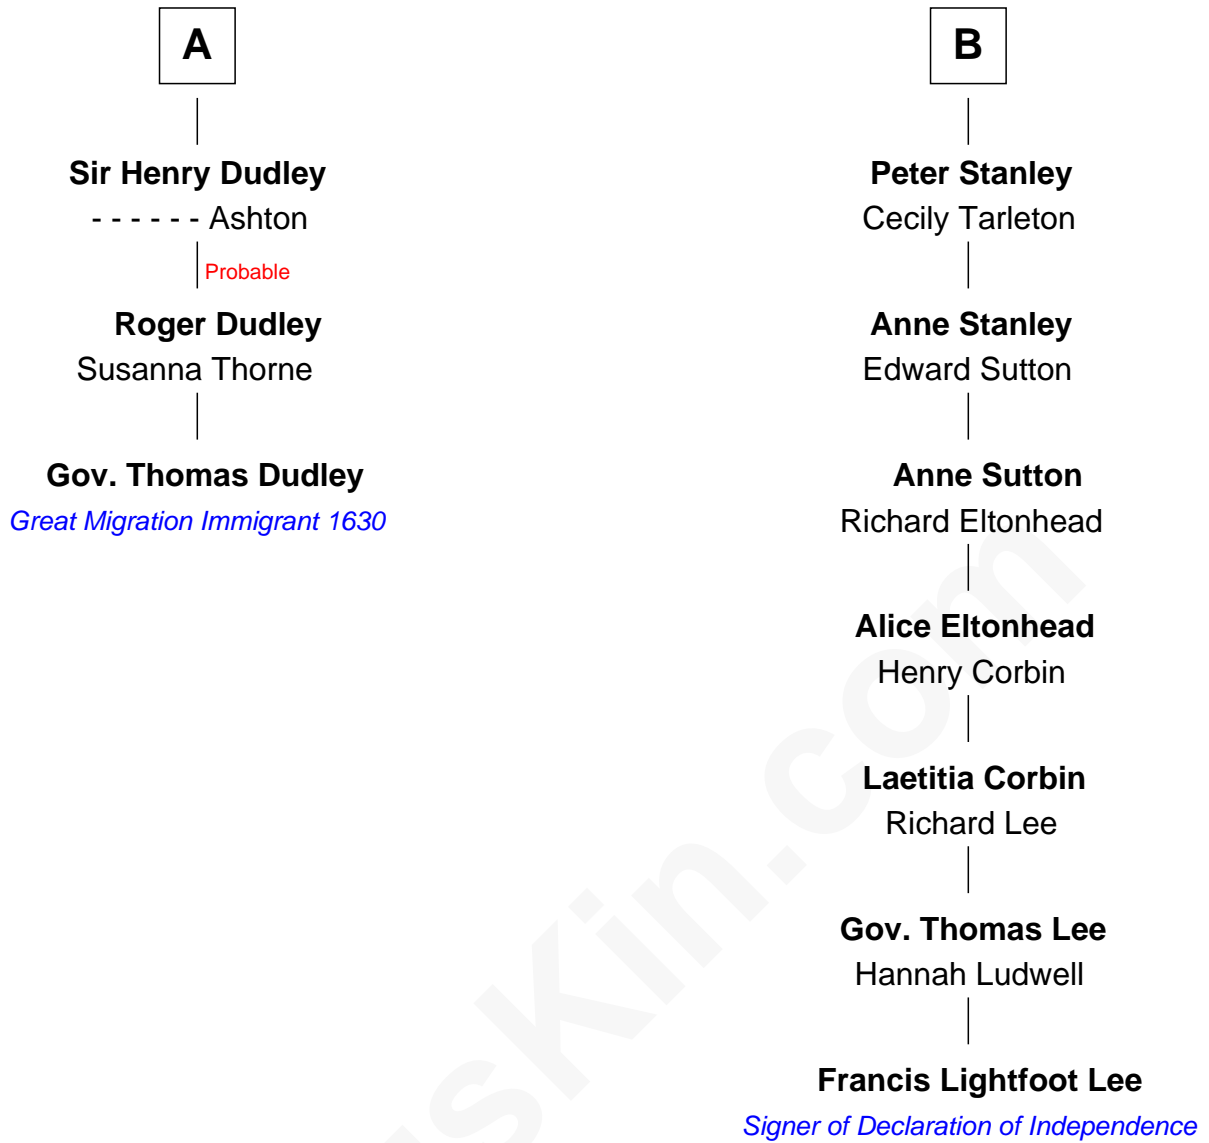 A
Sir Henry Dudley
- - - - - - Ashton
Probable
Roger Dudley
Susanna Thorne
Gov. Thomas Dudley
Great Migration Immigrant 1630
B
Peter Stanley
Cecily Tarleton
Anne Stanley
Edward Sutton
Anne Sutton
Richard Eltonhead
Alice Eltonhead
Henry Corbin
Laetitia Corbin
Richard Lee
Gov. Thomas Lee
Hannah Ludwell
Francis Lightfoot Lee
Signer of Declaration of Independence